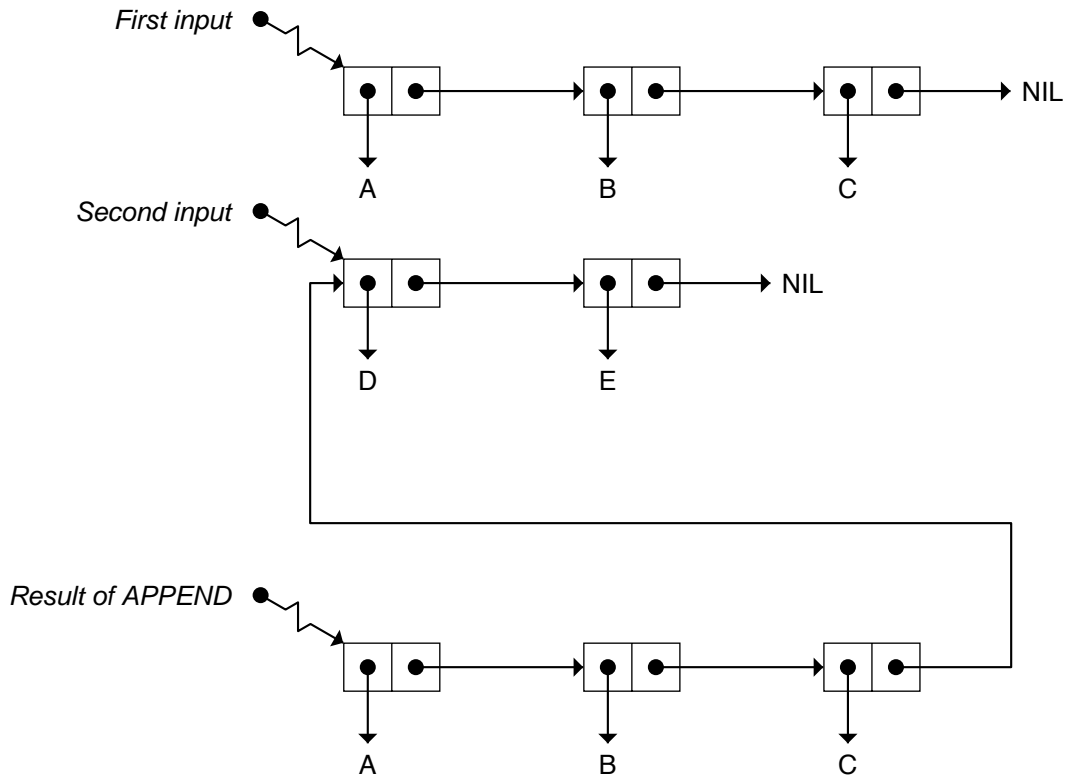 First input
NIL
A B C
Second input
NIL
D E
Result of APPEND
A B C